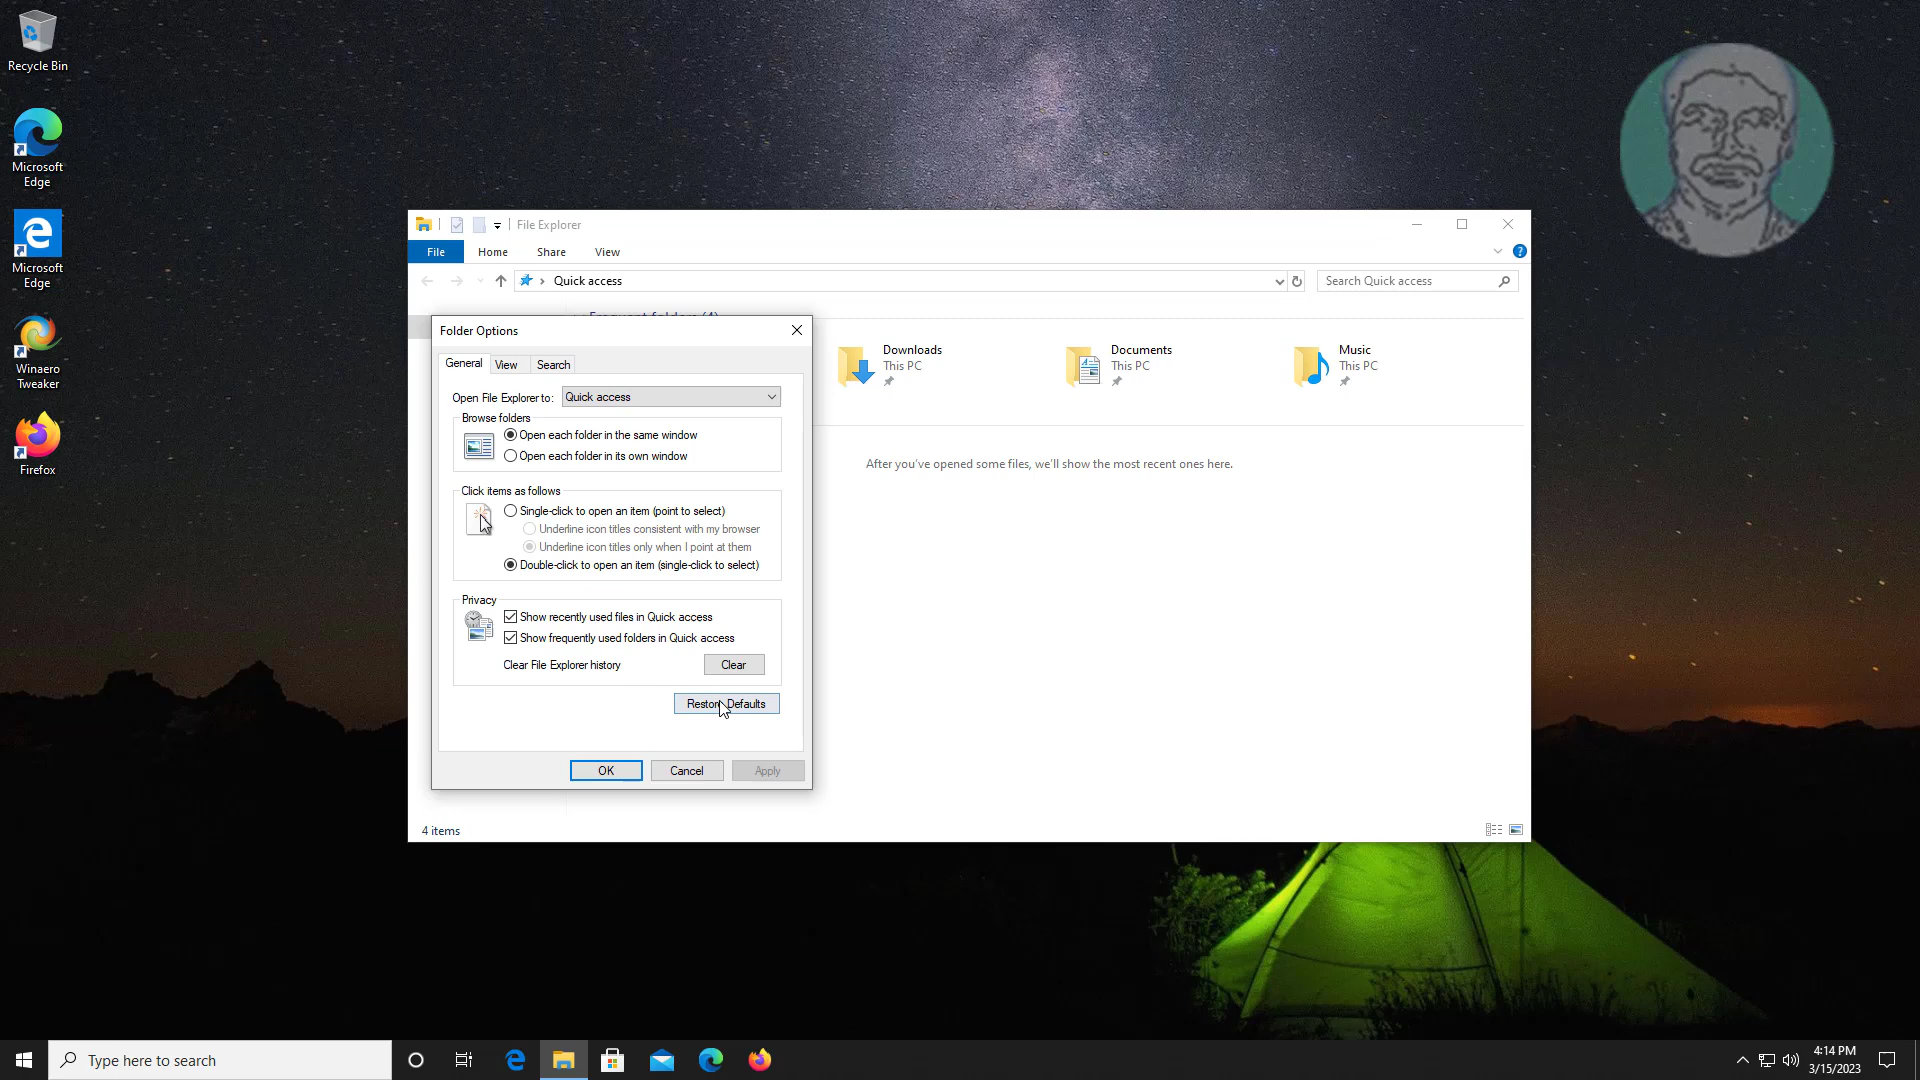 Recycle Bin
Microsoft
Edge
Microsoft
Edge
Winaero
Tweaker
Firefox
File Explorer
File
Home
Share
View
Quick access
Search Quick access
Downloads
This PC
Documents
This PC
Music
This PC
After you've opened some files, we'll show the most recent ones here.
4 items
Folder Options
General
View
Search
Open File Explorer to:
Quick access
Browse folders
Open each folder in the same window
Open each folder in its own window
Click items as follows
Single-click to open an item (point to select)
Underline icon titles consistent with my browser
Underline icon titles only when I point at them
Double-click to open an item (single-click to select)
Privacy
Show recently used files in Quick access
Show frequently used folders in Quick access
Clear File Explorer history
Clear
Restore Defaults
OK
Cancel
Apply
Type here to search
4:14 PM
3/15/2023